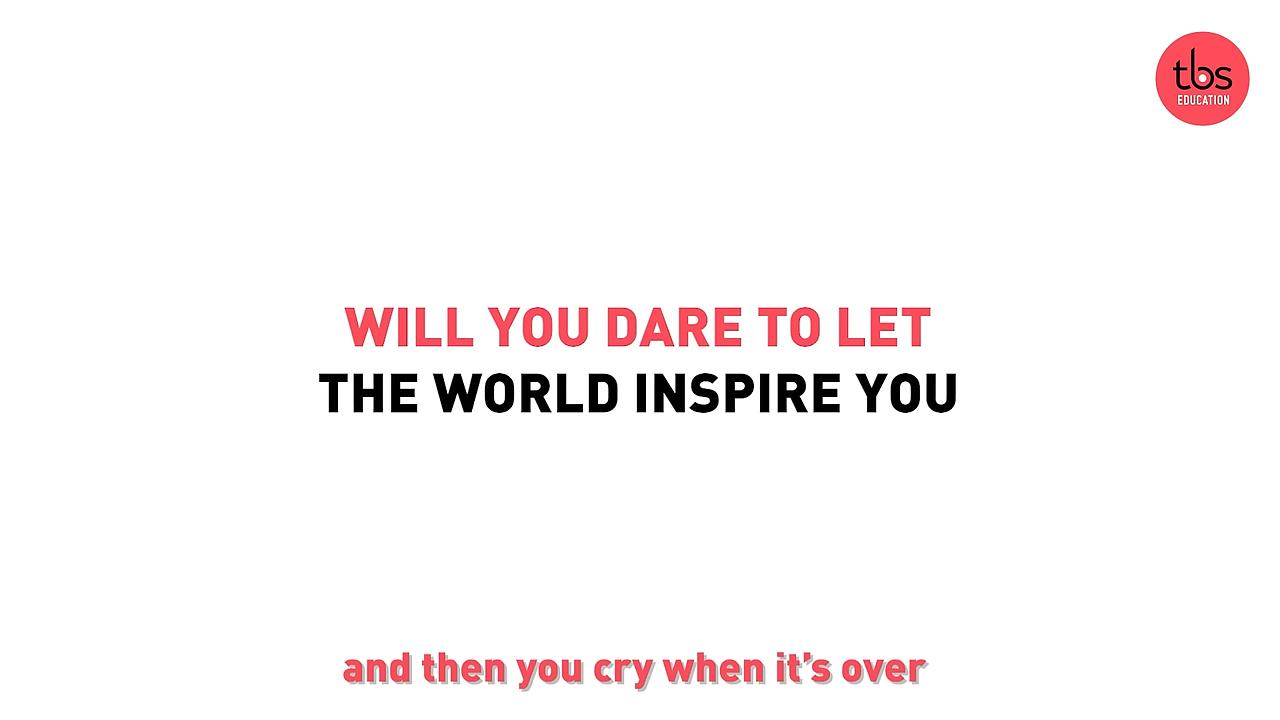 tbs
EDUCATION
WILL YOU DARE TO LET
THE WORLD INSPIRE YOU
and then you cry when it's over